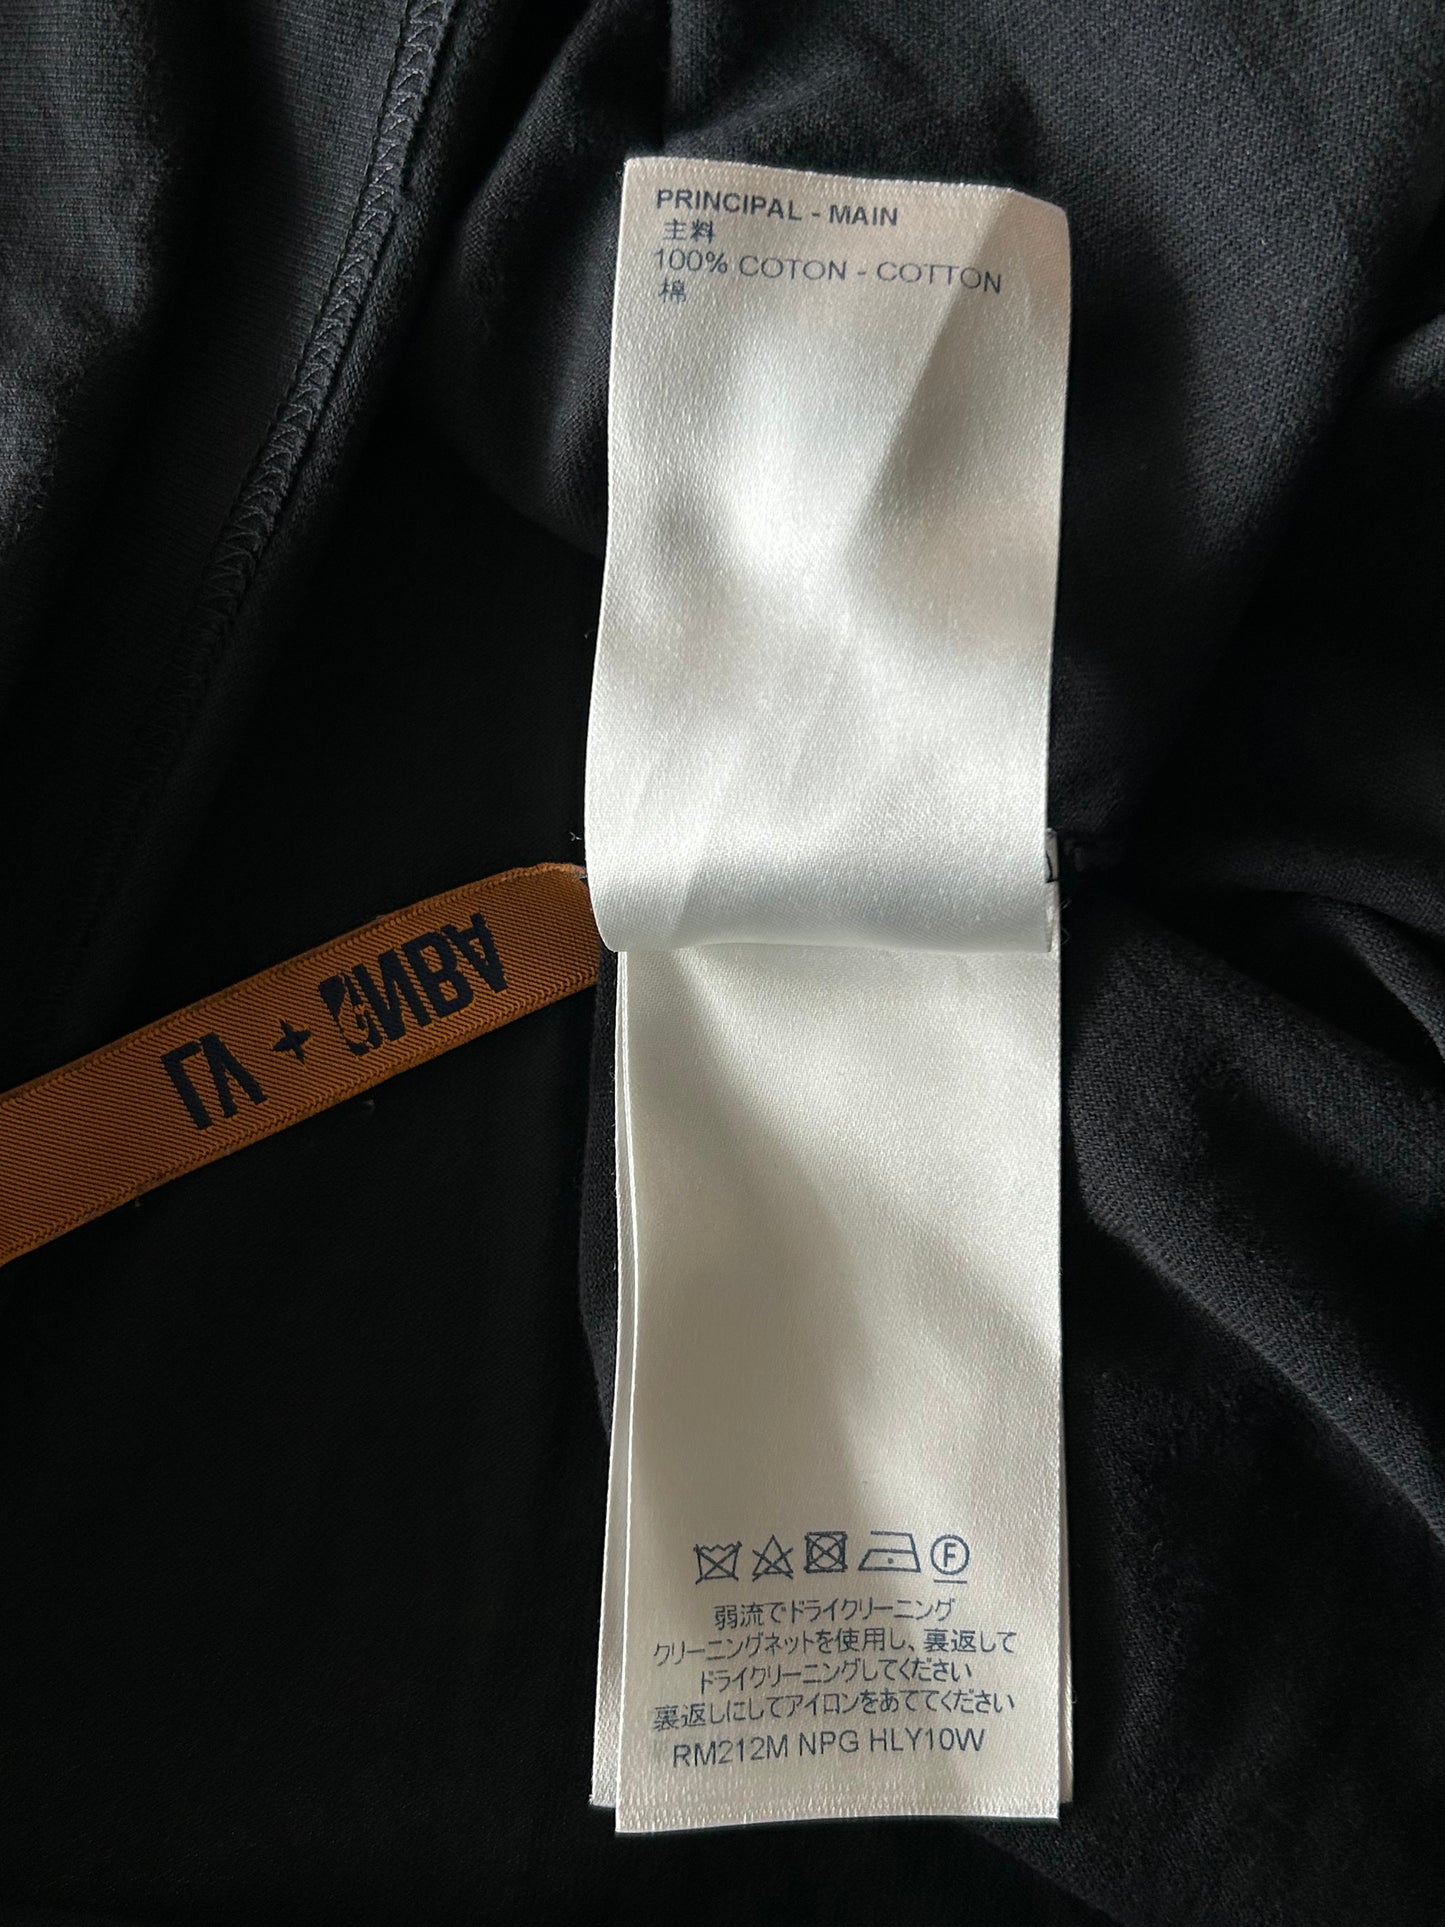 PRINCIPAL - MAIN
主料
100% COTON - COTTON
棉
LV + NBA
F
弱流でドライクリーニング
クリーニングネットを使用し、裏返して
ドライクリーニングしてください
裏返しにしてアイロンをあててください
RM212M NPG HLY10W